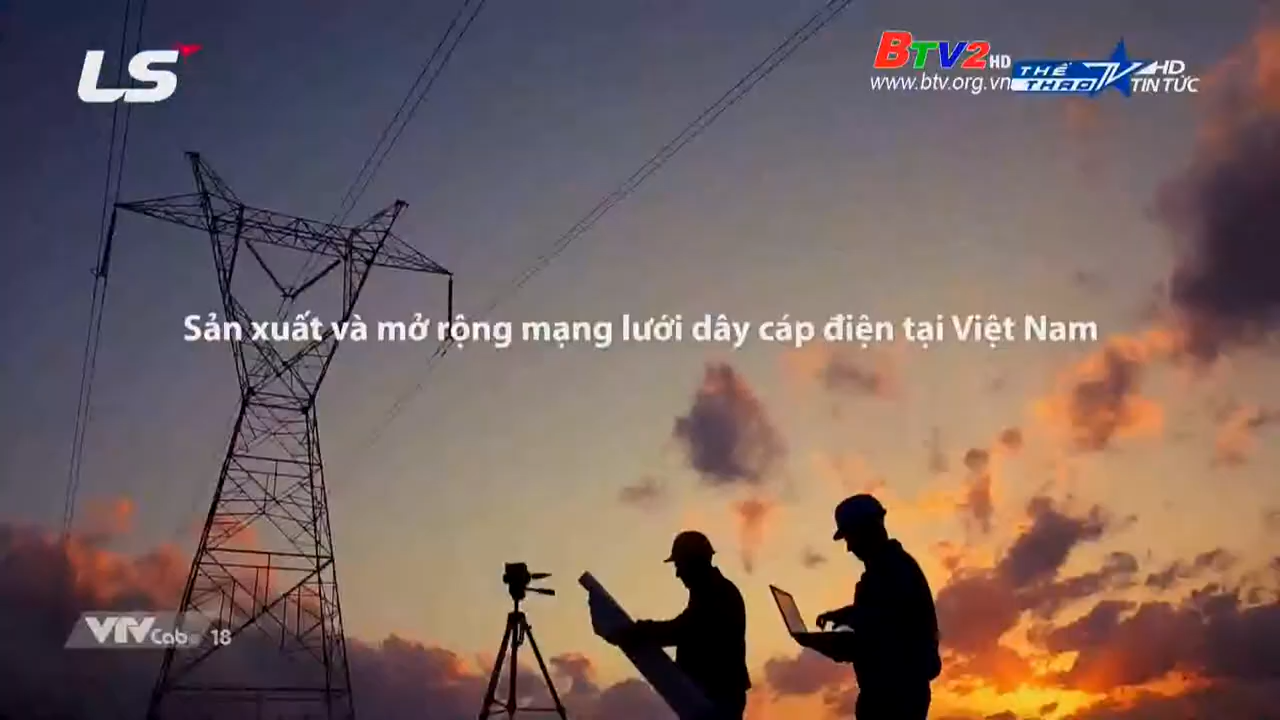 LS
BTV2 HD
www.btv.org.vn
THỂ THAO TV HD
TIN TỨC
Sản xuất và mở rộng mạng lưới dây cáp điện tại Việt Nam
VTVCab 18